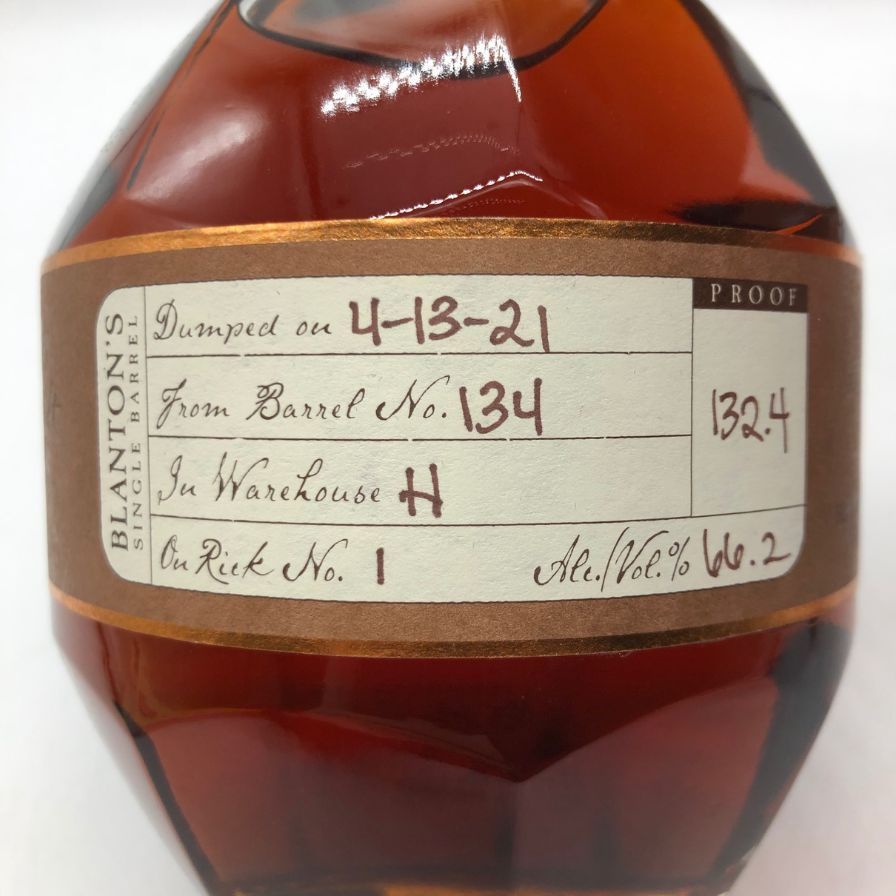 BLANTON'S
SINGLE BARREL
Dumped on 4-13-21
From Barrel No. 134
In Warehouse H
On Rick No. 1
Alc./Vol.% 66.2
PROOF
132.4